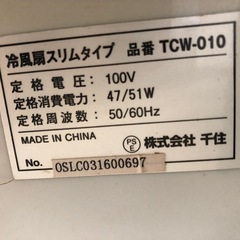 冷風扇スリムタイプ 品番 TCW-010
定格電圧：100V
定格消費電力：47/51W
定格周波数：50/60Hz
MADE IN CHINA PSE 株式会社 千住
No. OSLC031600697